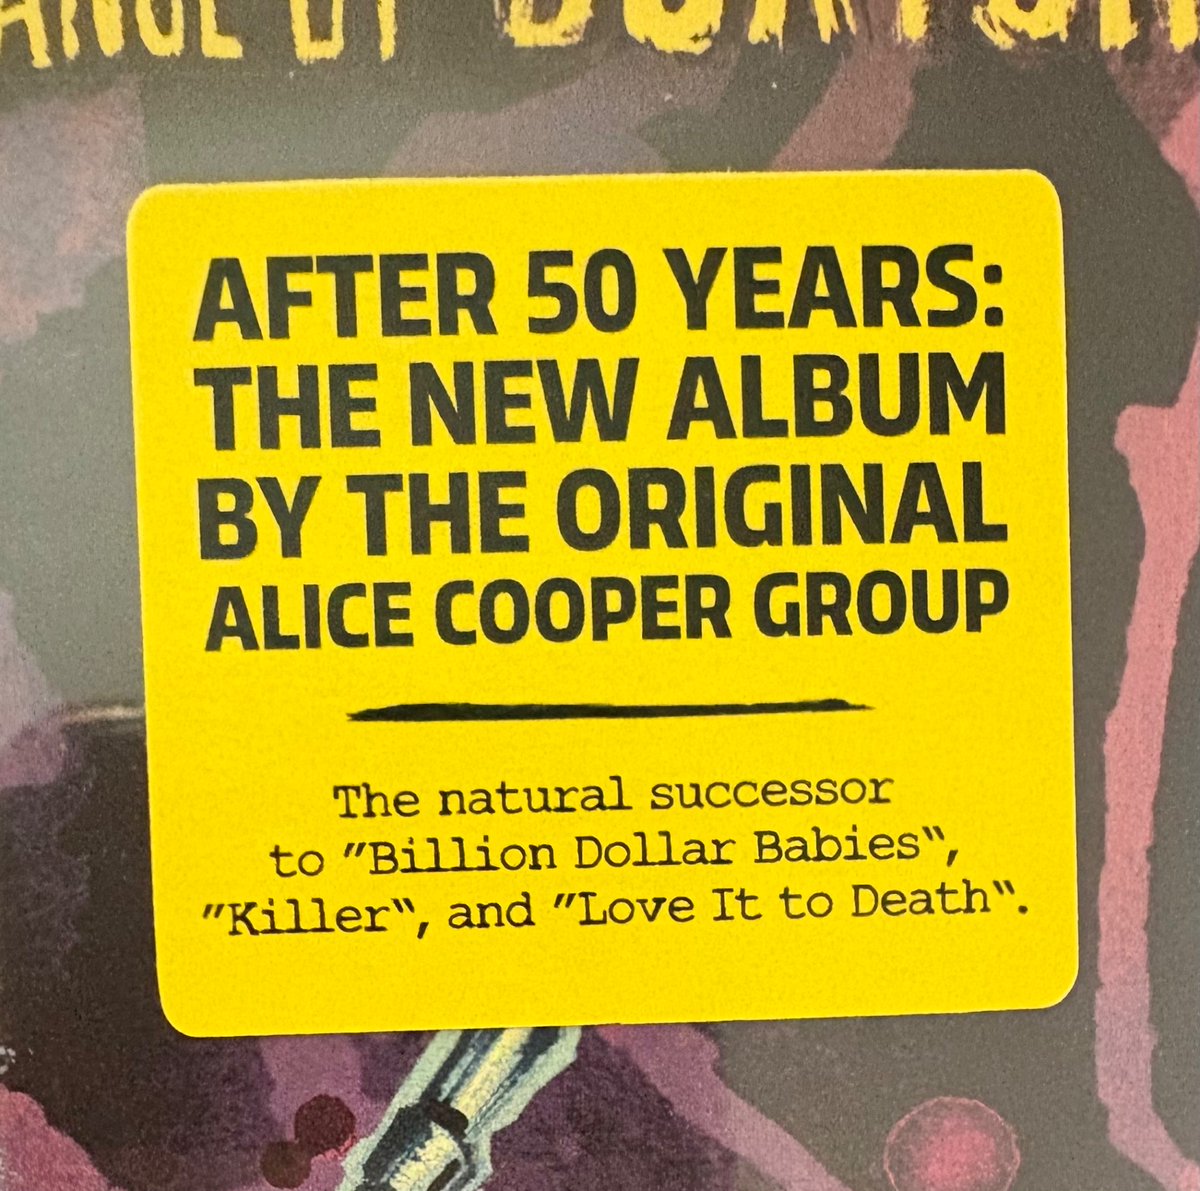 AFTER 50 YEARS:
THE NEW ALBUM
BY THE ORIGINAL
ALICE COOPER GROUP
The natural successor
to "Billion Dollar Babies“,
"Killer“, and "Love It to Death“.